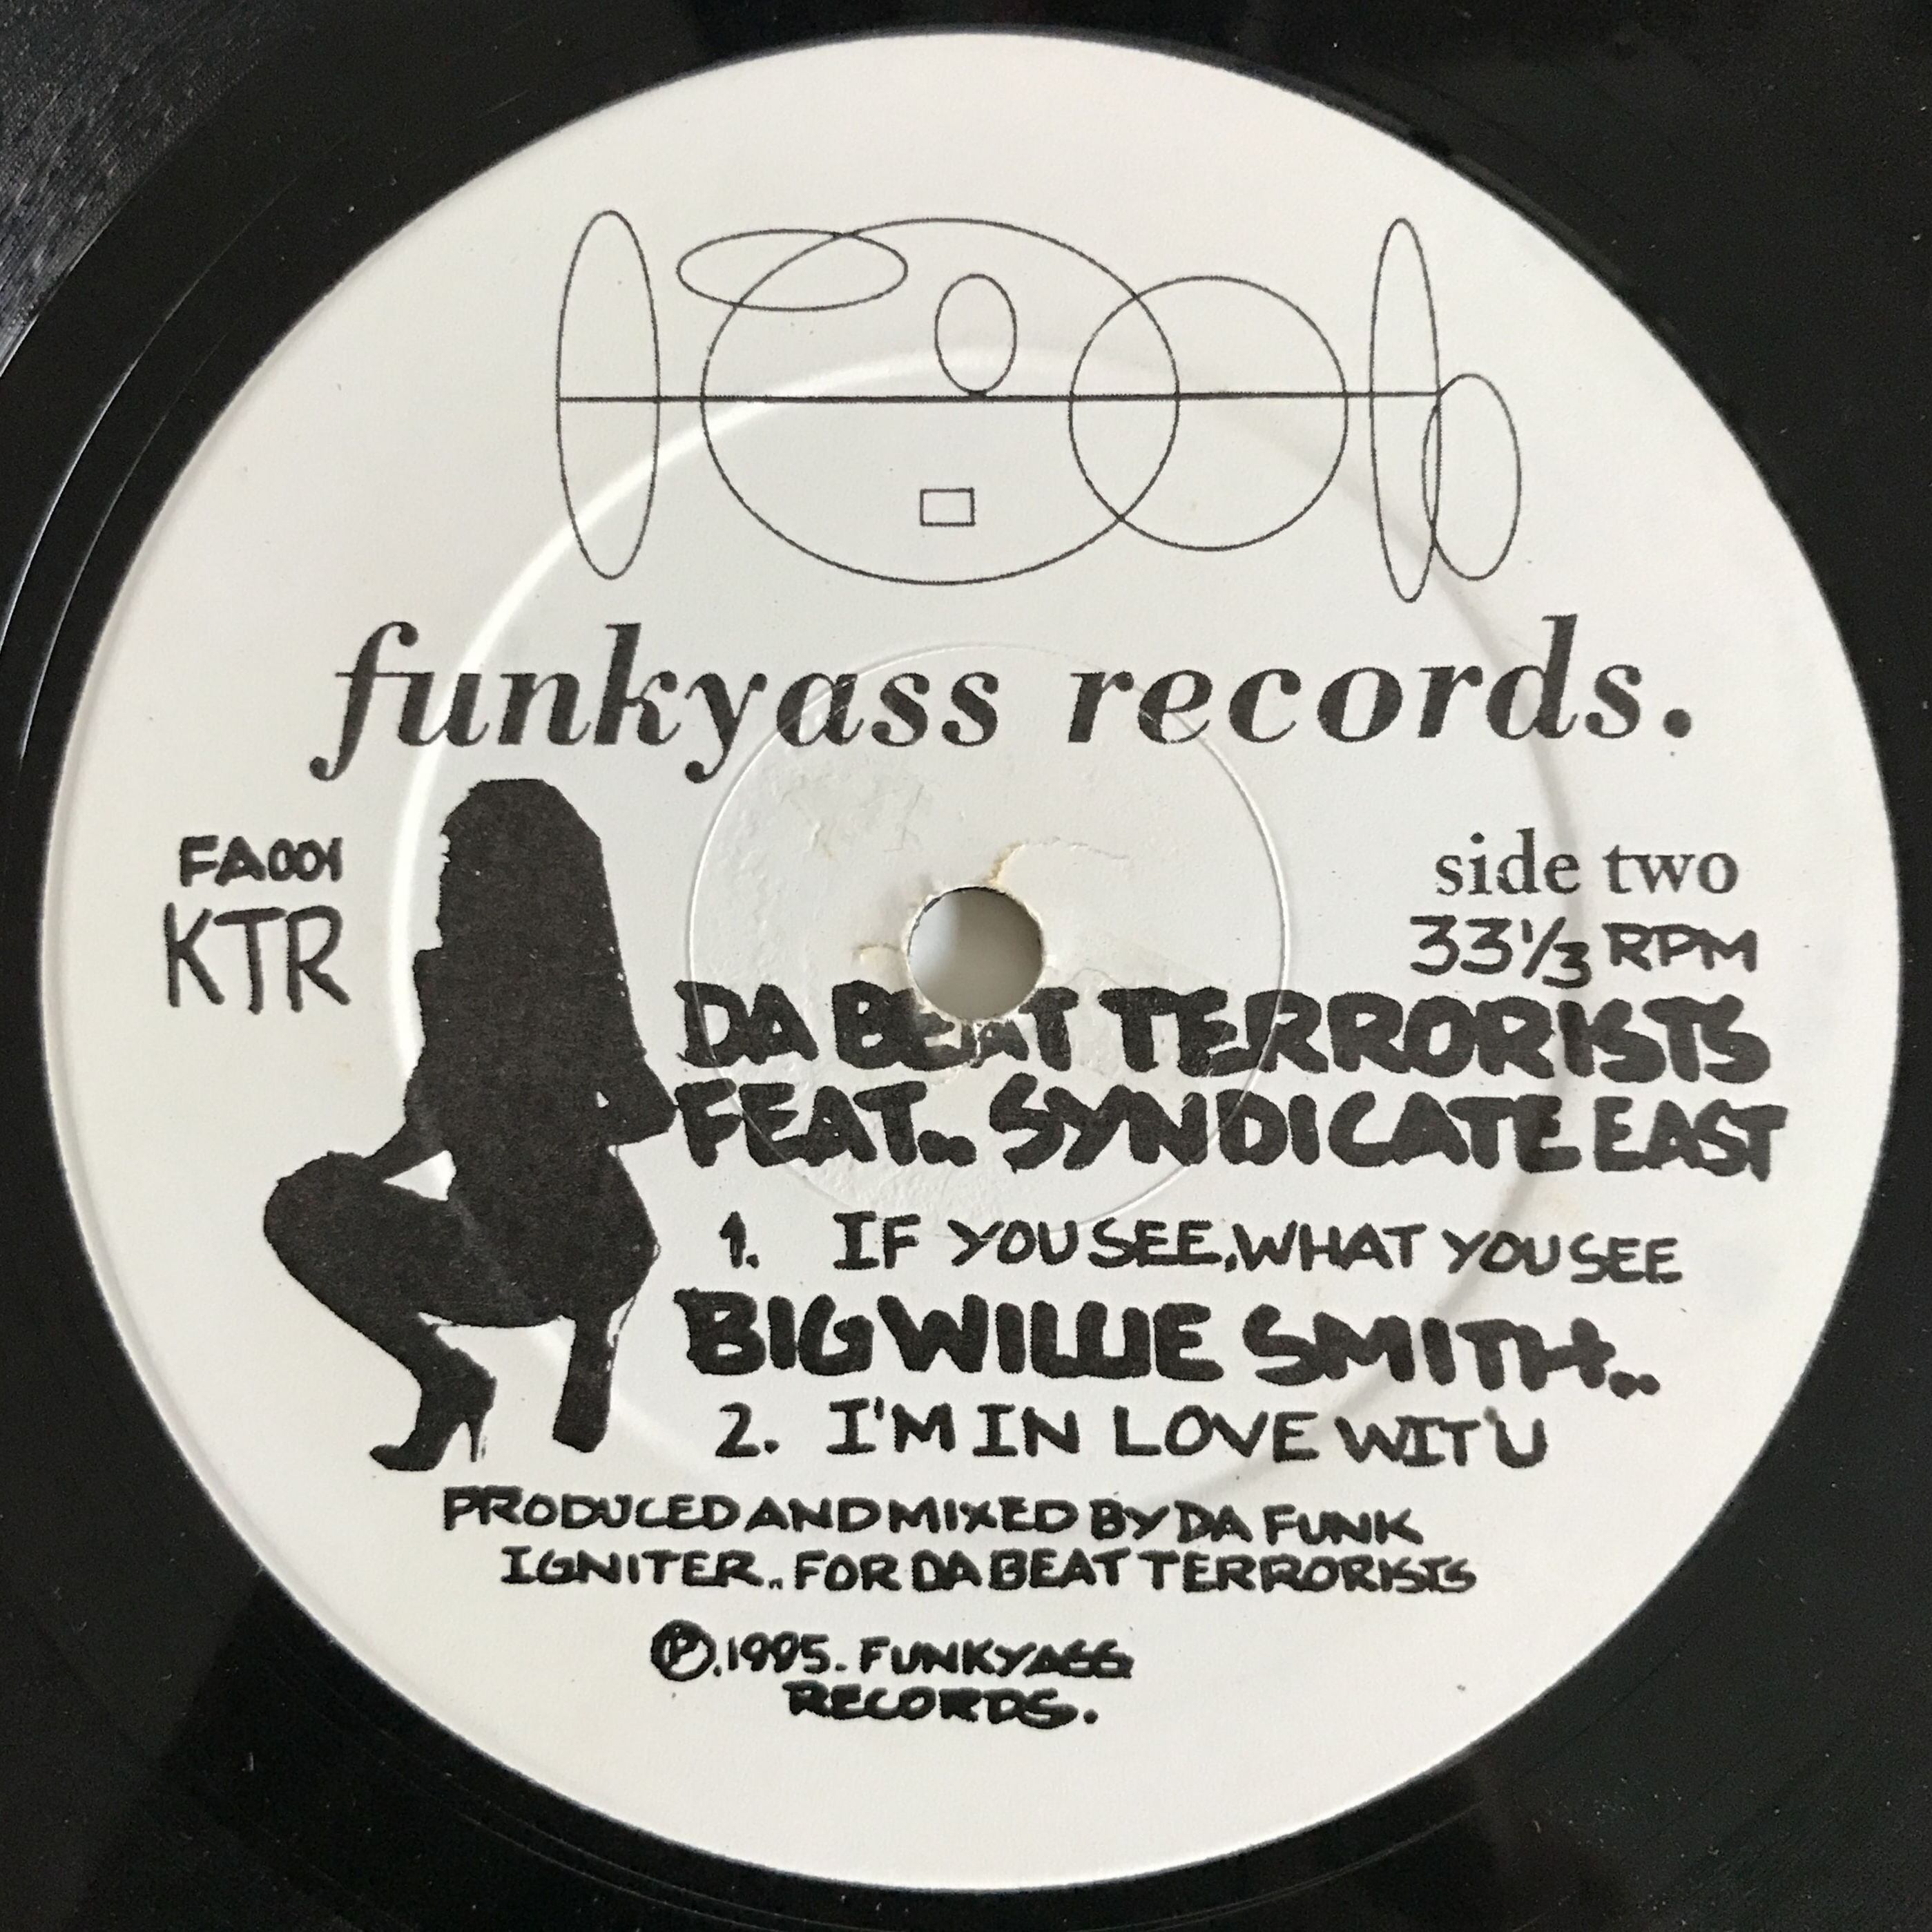 funkyass records.
FA001
KTR
side two
33⅓ RPM
DA BEAT TERRORISTS
FEAT.. SYNDICATE EAST
1. IF YOU SEE, WHAT YOU SEE
BIG WILLIE SMITH..
2. I'M IN LOVE WIT'U
PRODUCED AND MIXED BY DA FUNK
IGNITER.. FOR DA BEAT TERRORISTS
℗.1995. FUNKYASS
RECORDS.